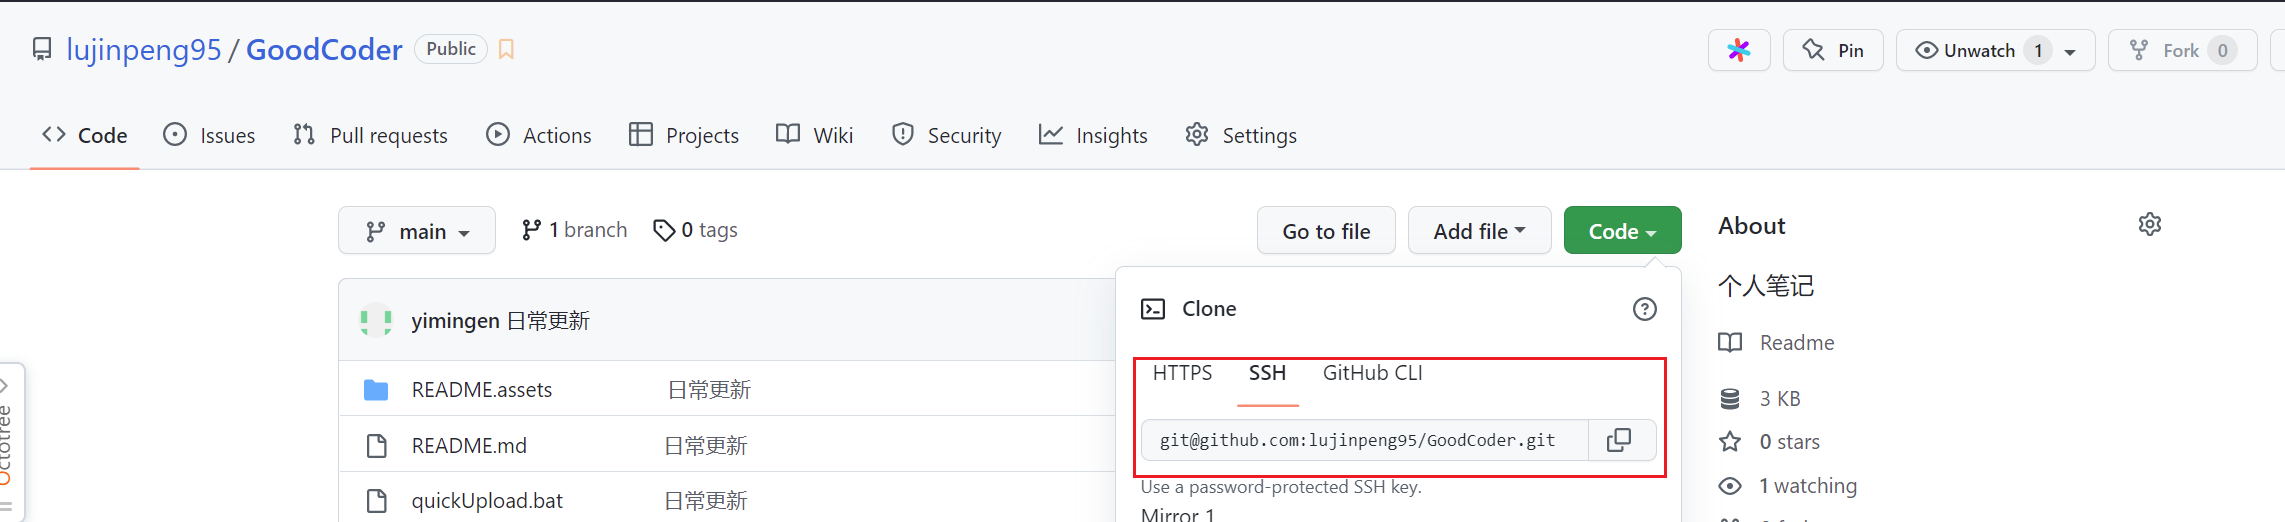 lujinpeng95 / GoodCoder Public Pin Unwatch 1 Fork 0
Code Issues Pull requests Actions Projects Wiki Security Insights Settings
main 1 branch 0 tags Go to file Add file Code About
个人笔记
yimingen 日常更新
Clone
Readme
README.assets 日常更新
HTTPS SSH GitHub CLI
3 KB
README.md 日常更新
git@github.com:lujinpeng95/GoodCoder.git
0 stars
quickUpload.bat 日常更新
Use a password-protected SSH key.
1 watching
Mirror 1
Octotree